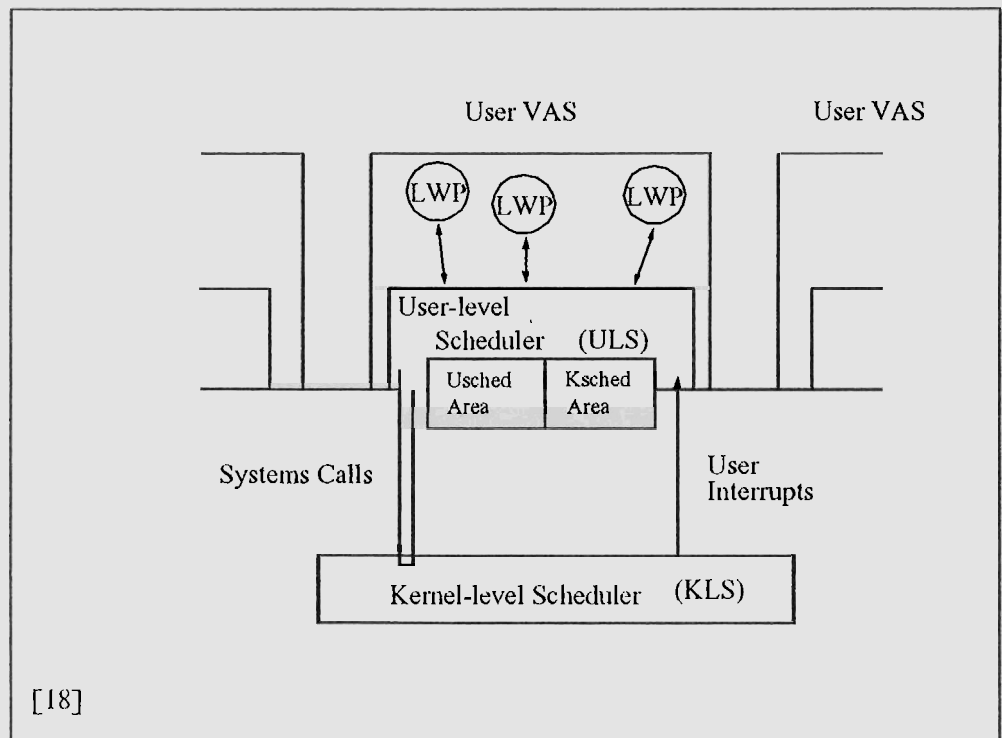 User VAS
User VAS
LWP
LWP
LWP
User-level
Scheduler (ULS)
Usched
Area
Ksched
Area
Systems Calls
User
Interrupts
Kernel-level Scheduler (KLS)
[18]